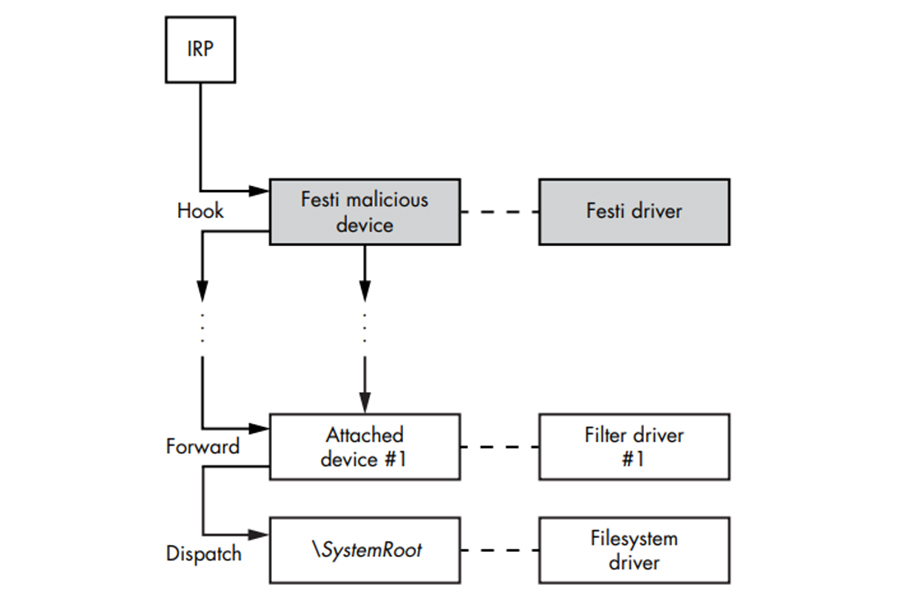 IRP
Hook
Festi malicious
device
Festi driver
Forward
Attached
device #1
Filter driver
#1
Dispatch
\SystemRoot
Filesystem
driver